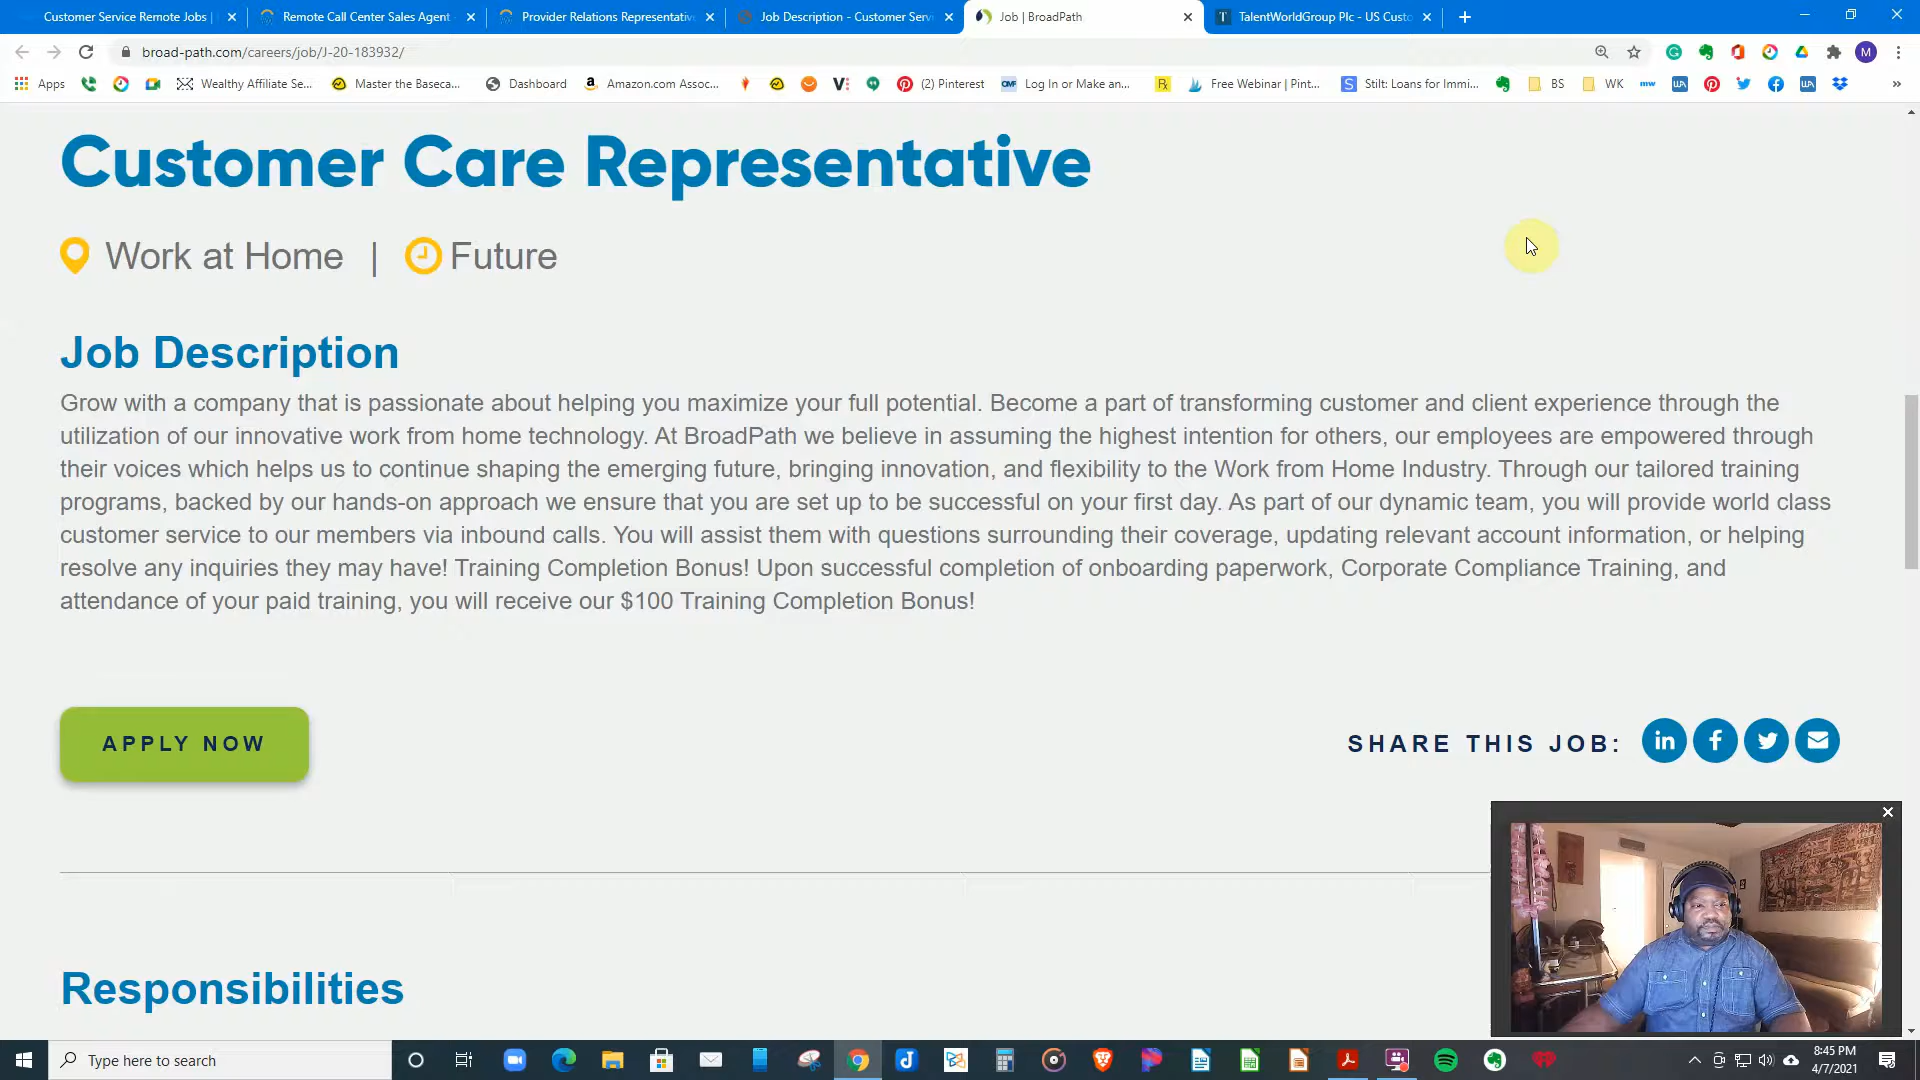 Customer Service Remote Jobs |
Remote Call Center Sales Agent
Provider Relations Representativ
Job Description - Customer Serv
Job | BroadPath
TalentWorldGroup Plc - US Custo
broad-path.com/careers/job/J-20-183932/
Apps
Wealthy Affiliate Se...
Master the Baseca...
Dashboard
Amazon.com Assoc...
(2) Pinterest
Log In or Make an...
Free Webinar | Pint...
Stilt: Loans for Immi...
BS
WK
Customer Care Representative
Work at Home | Future
Job Description
Grow with a company that is passionate about helping you maximize your full potential. Become a part of transforming customer and client experience through the
utilization of our innovative work from home technology. At BroadPath we believe in assuming the highest intention for others, our employees are empowered through
their voices which helps us to continue shaping the emerging future, bringing innovation, and flexibility to the Work from Home Industry. Through our tailored training
programs, backed by our hands-on approach we ensure that you are set up to be successful on your first day. As part of our dynamic team, you will provide world class
customer service to our members via inbound calls. You will assist them with questions surrounding their coverage, updating relevant account information, or helping
resolve any inquiries they may have! Training Completion Bonus! Upon successful completion of onboarding paperwork, Corporate Compliance Training, and
attendance of your paid training, you will receive our $100 Training Completion Bonus!
APPLY NOW
SHARE THIS JOB:
Responsibilities
Type here to search
8:45 PM
4/7/2021